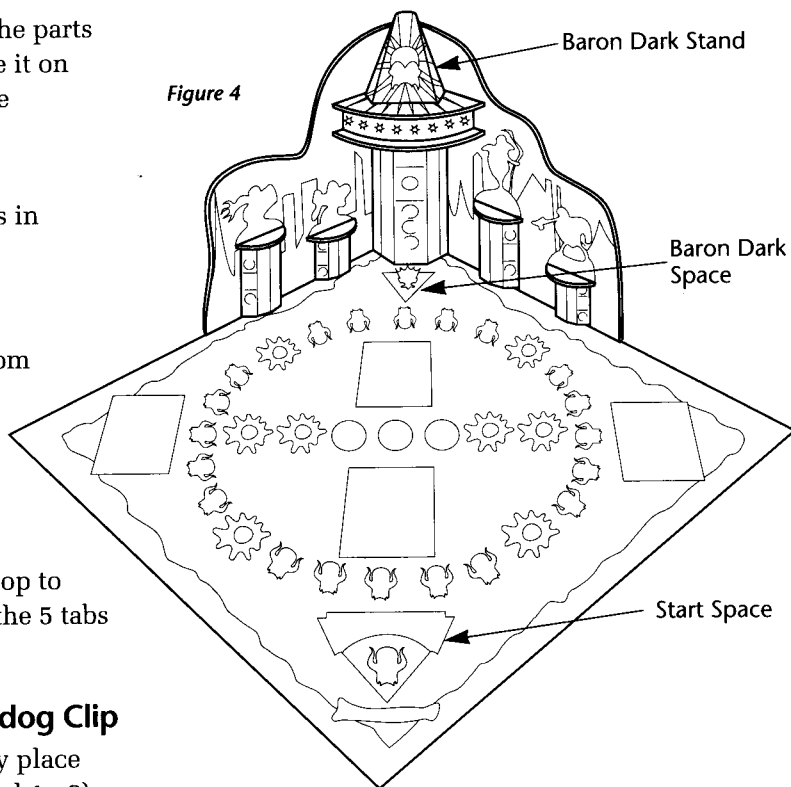 he parts
e it on
e
s in
om
op to
the 5 tabs
dog Clip
y place
Figure 4
Baron Dark Stand
Baron Dark
Space
Start Space